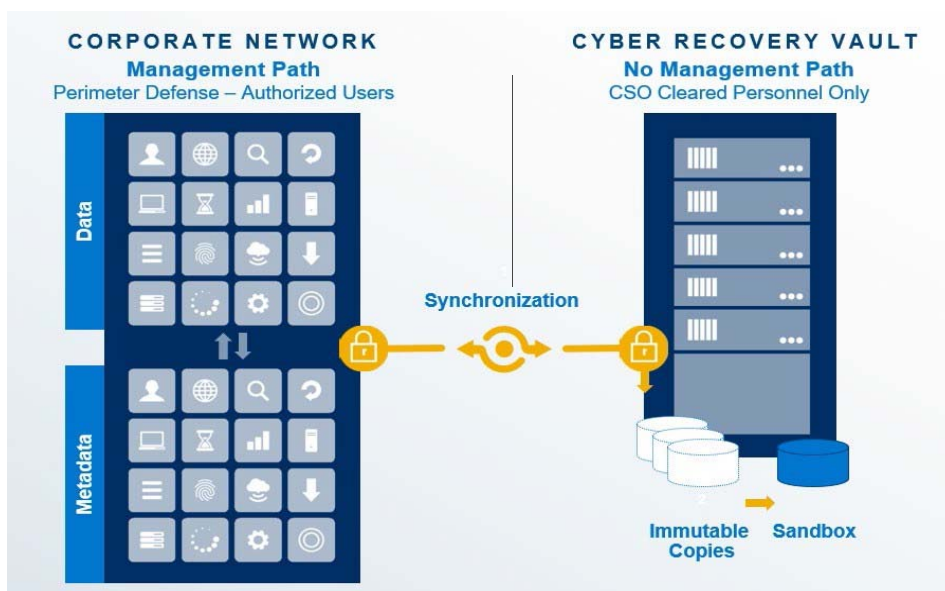 CORPORATE NETWORK
Management Path
Perimeter Defense – Authorized Users
Data
Metadata
Synchronization
CYBER RECOVERY VAULT
No Management Path
CSO Cleared Personnel Only
2
Immutable
Copies
Sandbox